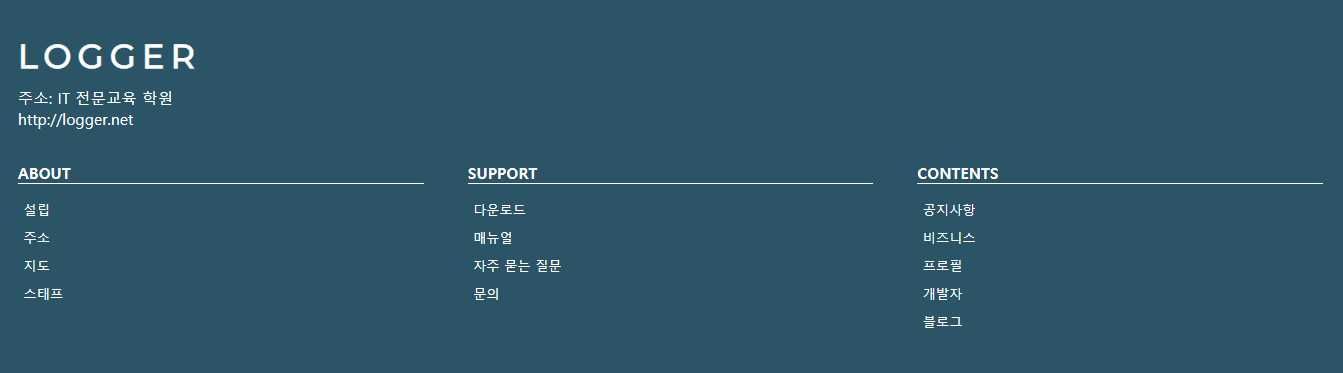 LOGGER
주소: IT 전문교육 학원
http://logger.net
ABOUT
설립
주소
지도
스태프
SUPPORT
다운로드
매뉴얼
자주 묻는 질문
문의
CONTENTS
공지사항
비즈니스
프로필
개발자
블로그